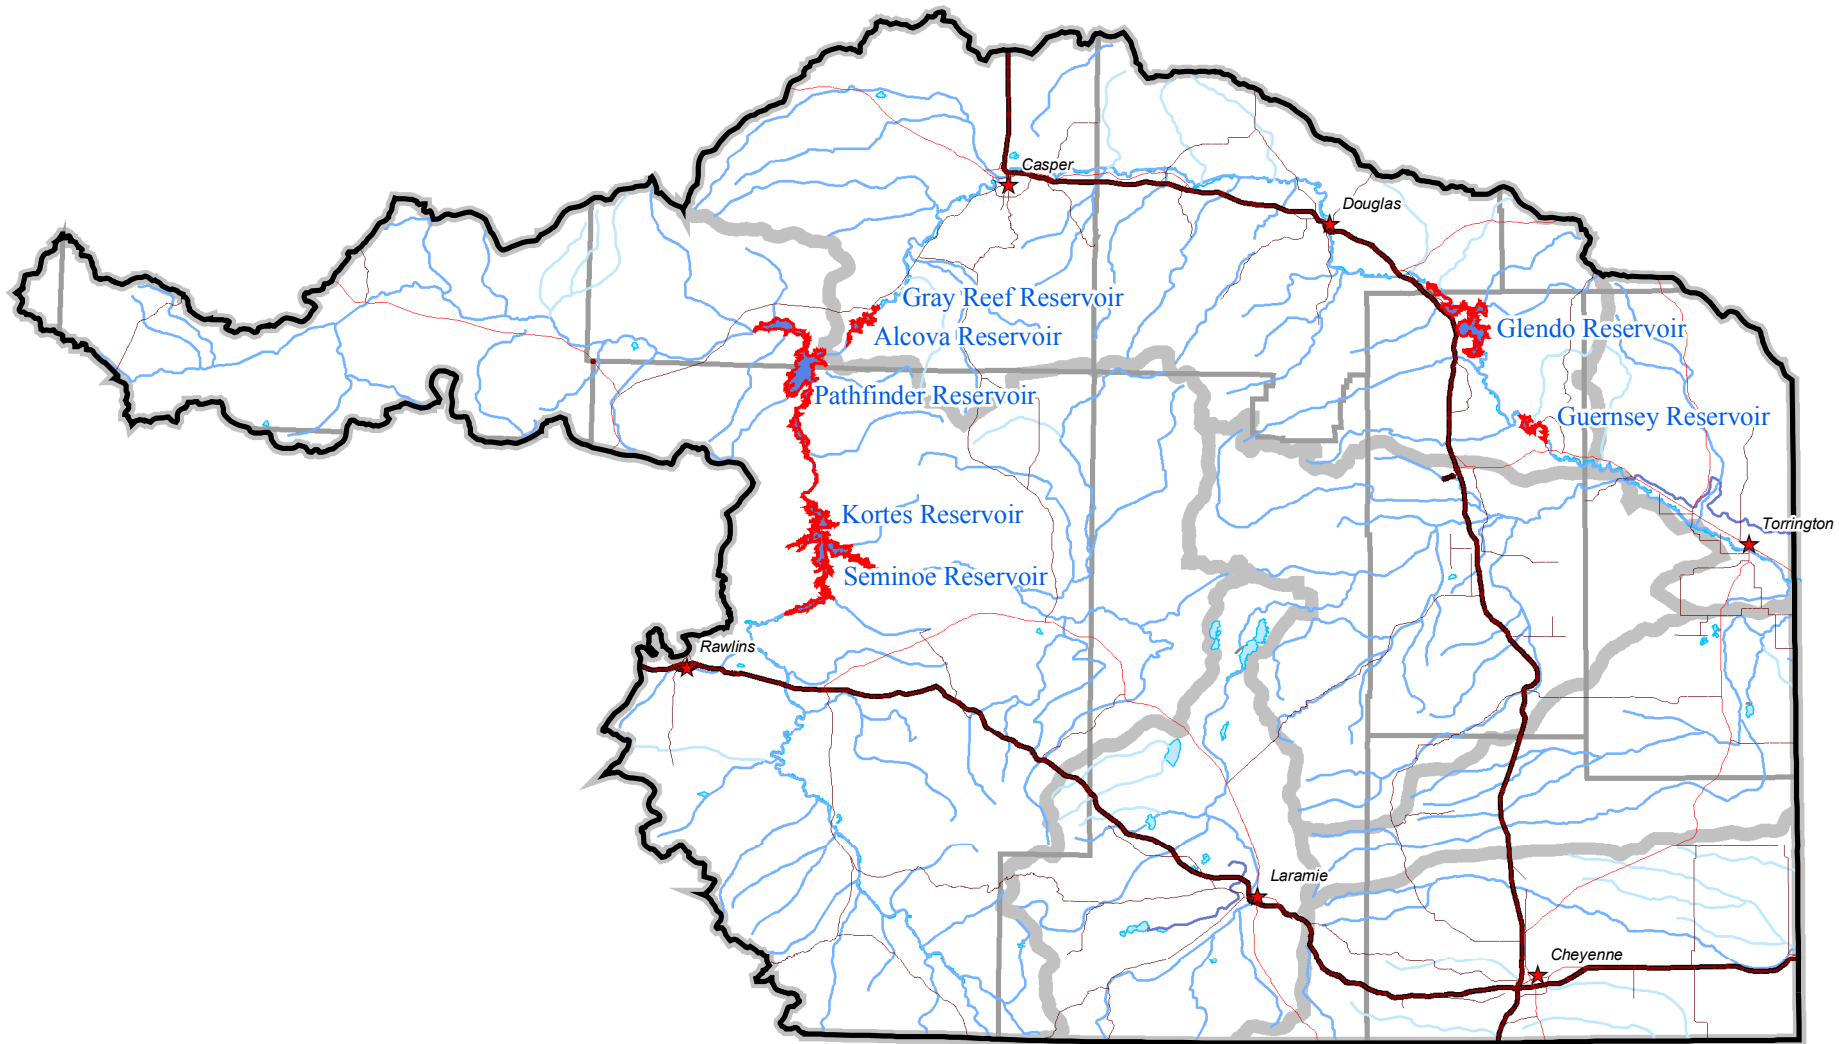 Casper
Douglas
Gray Reef Reservoir
Alcova Reservoir
Glendo Reservoir
Pathfinder Reservoir
Guernsey Reservoir
Kortes Reservoir
Torrington
Seminoe Reservoir
Rawlins
Laramie
Cheyenne